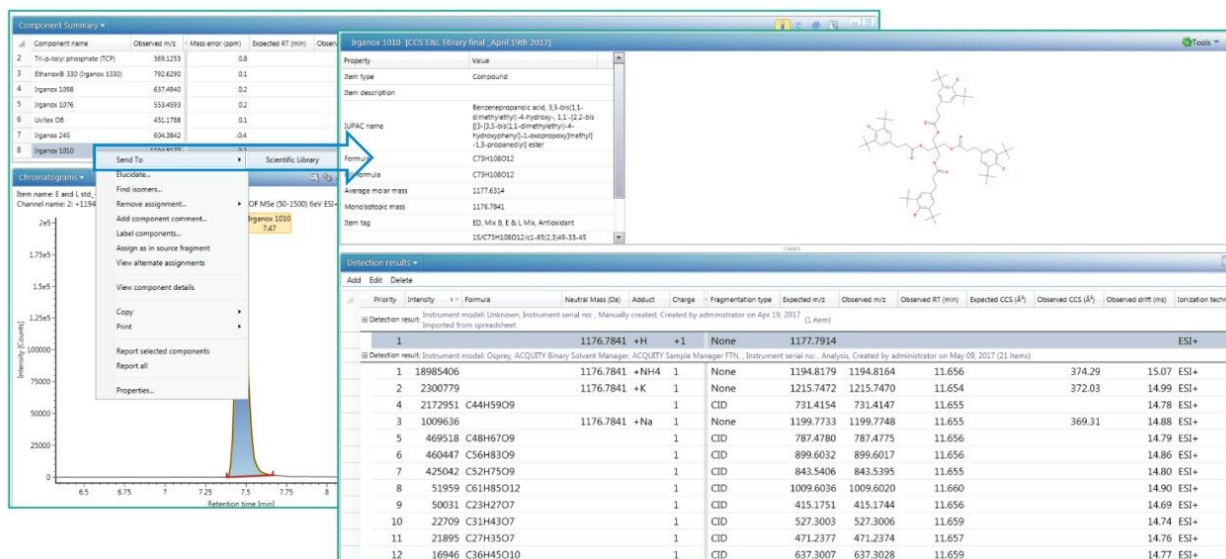 Component Summary
Component name Observed m/z Mass error (ppm) Expected RT (min) Observ
2 Tri-p-tolyl phosphate (TCP) 369.1253 0.8
3 Ethanox® 330 (Irganox 1330) 792.6290 0.1
4 Irganox 1098 637.4940 0.2
5 Irganox 1076 553.4593 0.2
6 Uvitex OB 431.1788 0.1
7 Irganox 245 604.3842 -0.4
8 Irganox 1010
Send To Scientific Library
Elucidate...
Find isomers...
Remove assignment...
Add component comment...
Label components...
Assign as in source fragment
View alternate assignments
View component details
Copy
Print
Report selected components
Report all
Properties...
Chromatograms
Item name: E and L std_
Channel name: 2: +1194 OF MSe (50-1500) 6eV ESI+
Irganox 1010
7.47
Intensity [Counts]
2e5
1.75e5
1.5e5
1.25e5
100000
75000
50000
25000
0
6.5 6.75 7 7.25 7.5 7.75 8
Retention time [min]
Irganox 1010 [CCS E&L library final _April 19th 2017] Tools
Property Value
Item type Compound
Item description
IUPAC name Benzenepropanoic acid, 3,5-bis(1,1-
dimethylethyl)-4-hydroxy-, 1,1'-[2,2-bis
[[3-[3,5-bis(1,1-dimethylethyl)-4-
hydroxyphenyl]-1-oxopropoxy]methyl]
-1,3-propanediyl] ester
Formula C73H108O12
formula C73H108O12
Average molar mass 1177.6314
Monoisotopic mass 1176.7841
Item tag ED, Mix B, E & L Mix, Antioxidant
1S/C73H108O12/c1-65(2,3)49-33-45
Detection results
Add Edit Delete
Priority Intensity Formula Neutral Mass (Da) Adduct Charge Fragmentation type Expected m/z Observed m/z Observed RT (min) Expected CCS (Å²) Observed CCS (Å²) Observed drift (ms) Ionization techn
Detection result: Instrument model: Unknown, Instrument serial no: , Manually created, Created by administrator on Apr 19, 2017 (1 item)
Imported from spreadsheet
1 1176.7841 +H +1 None 1177.7914 ESI+
Detection result: Instrument model: Osprey, ACQUITY Binary Solvent Manager, ACQUITY Sample Manager FTN, , Instrument serial no: , Analysis, Created by administrator on May 09, 2017 (21 items)
1 18985406 1176.7841 +NH4 1 None 1194.8179 1194.8164 11.656 374.29 15.07 ESI+
2 2300779 1176.7841 +K 1 None 1215.7472 1215.7470 11.654 372.03 14.99 ESI+
4 2172951 C44H59O9 1 CID 731.4154 731.4147 11.655 14.78 ESI+
3 1009636 1176.7841 +Na 1 None 1199.7733 1199.7748 11.655 369.31 14.88 ESI+
5 469518 C48H67O9 1 CID 787.4780 787.4775 11.656 14.79 ESI+
6 460447 C56H83O9 1 CID 899.6032 899.6017 11.656 14.86 ESI+
7 425042 C52H75O9 1 CID 843.5406 843.5395 11.655 14.80 ESI+
8 51959 C61H85O12 1 CID 1009.6036 1009.6020 11.660 14.90 ESI+
9 50031 C23H27O7 1 CID 415.1751 415.1744 11.656 14.69 ESI+
10 22709 C31H43O7 1 CID 527.3003 527.3006 11.659 14.74 ESI+
11 21895 C27H35O7 1 CID 471.2377 471.2374 11.657 14.76 ESI+
12 16946 C36H45O10 1 CID 637.3007 637.3028 11.659 14.77 ESI+